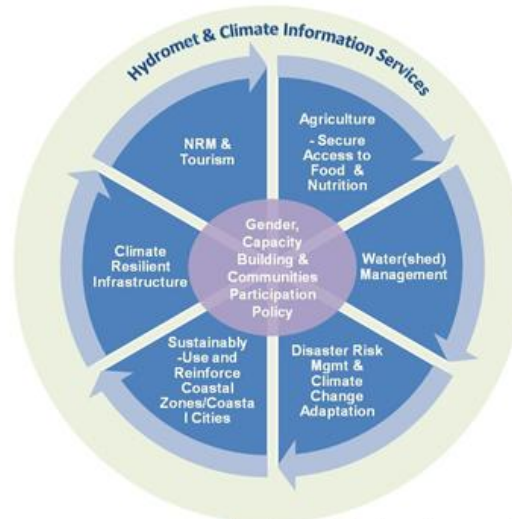 Hydromet & Climate Information Services
NRM &
Tourism
Agriculture
- Secure
Access to
Food &
Nutrition
Climate
Resilient
Infrastructure
Gender,
Capacity
Building &
Communities
Participation
Policy
Water(shed)
Management
Sustainably
-Use and
Reinforce
Coastal
Zones/Coasta
l Cities
Disaster Risk
Mgmt &
Climate
Change
Adaptation